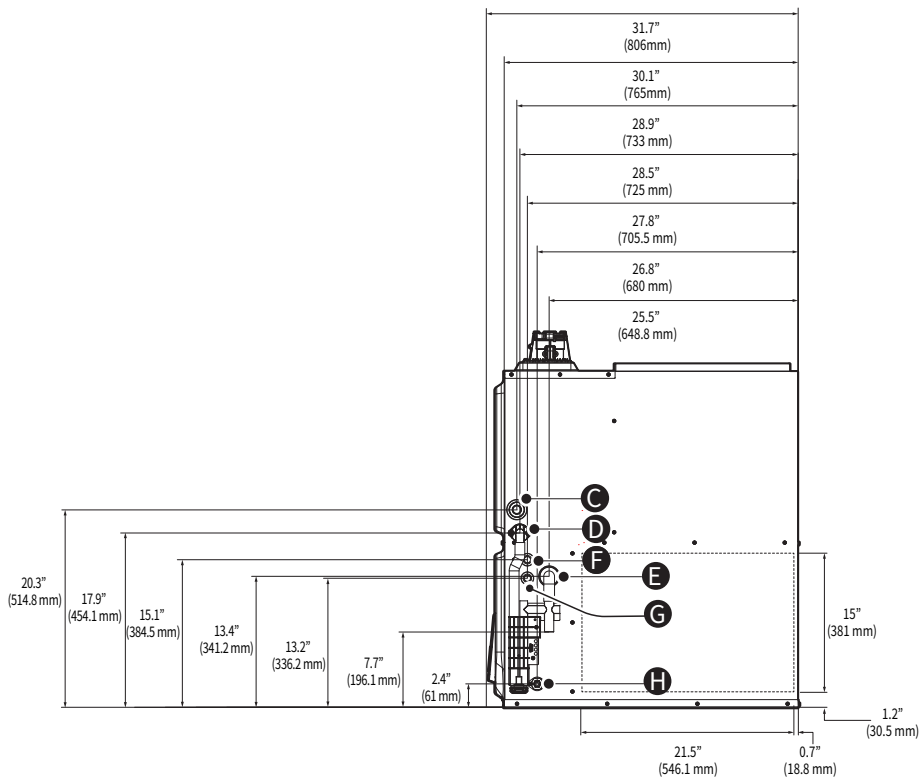 31.7”
(806mm)
30.1”
(765mm)
28.9”
(733 mm)
28.5”
(725 mm)
27.8”
(705.5 mm)
26.8”
(680 mm)
25.5”
(648.8 mm)
C
D
F
E
G
H
20.3”
(514.8 mm)
17.9”
(454.1 mm)
15.1”
(384.5 mm)
13.4”
(341.2 mm)
13.2”
(336.2 mm)
7.7”
(196.1 mm)
2.4”
(61 mm)
15”
(381 mm)
1.2”
(30.5 mm)
21.5”
(546.1 mm)
0.7”
(18.8 mm)